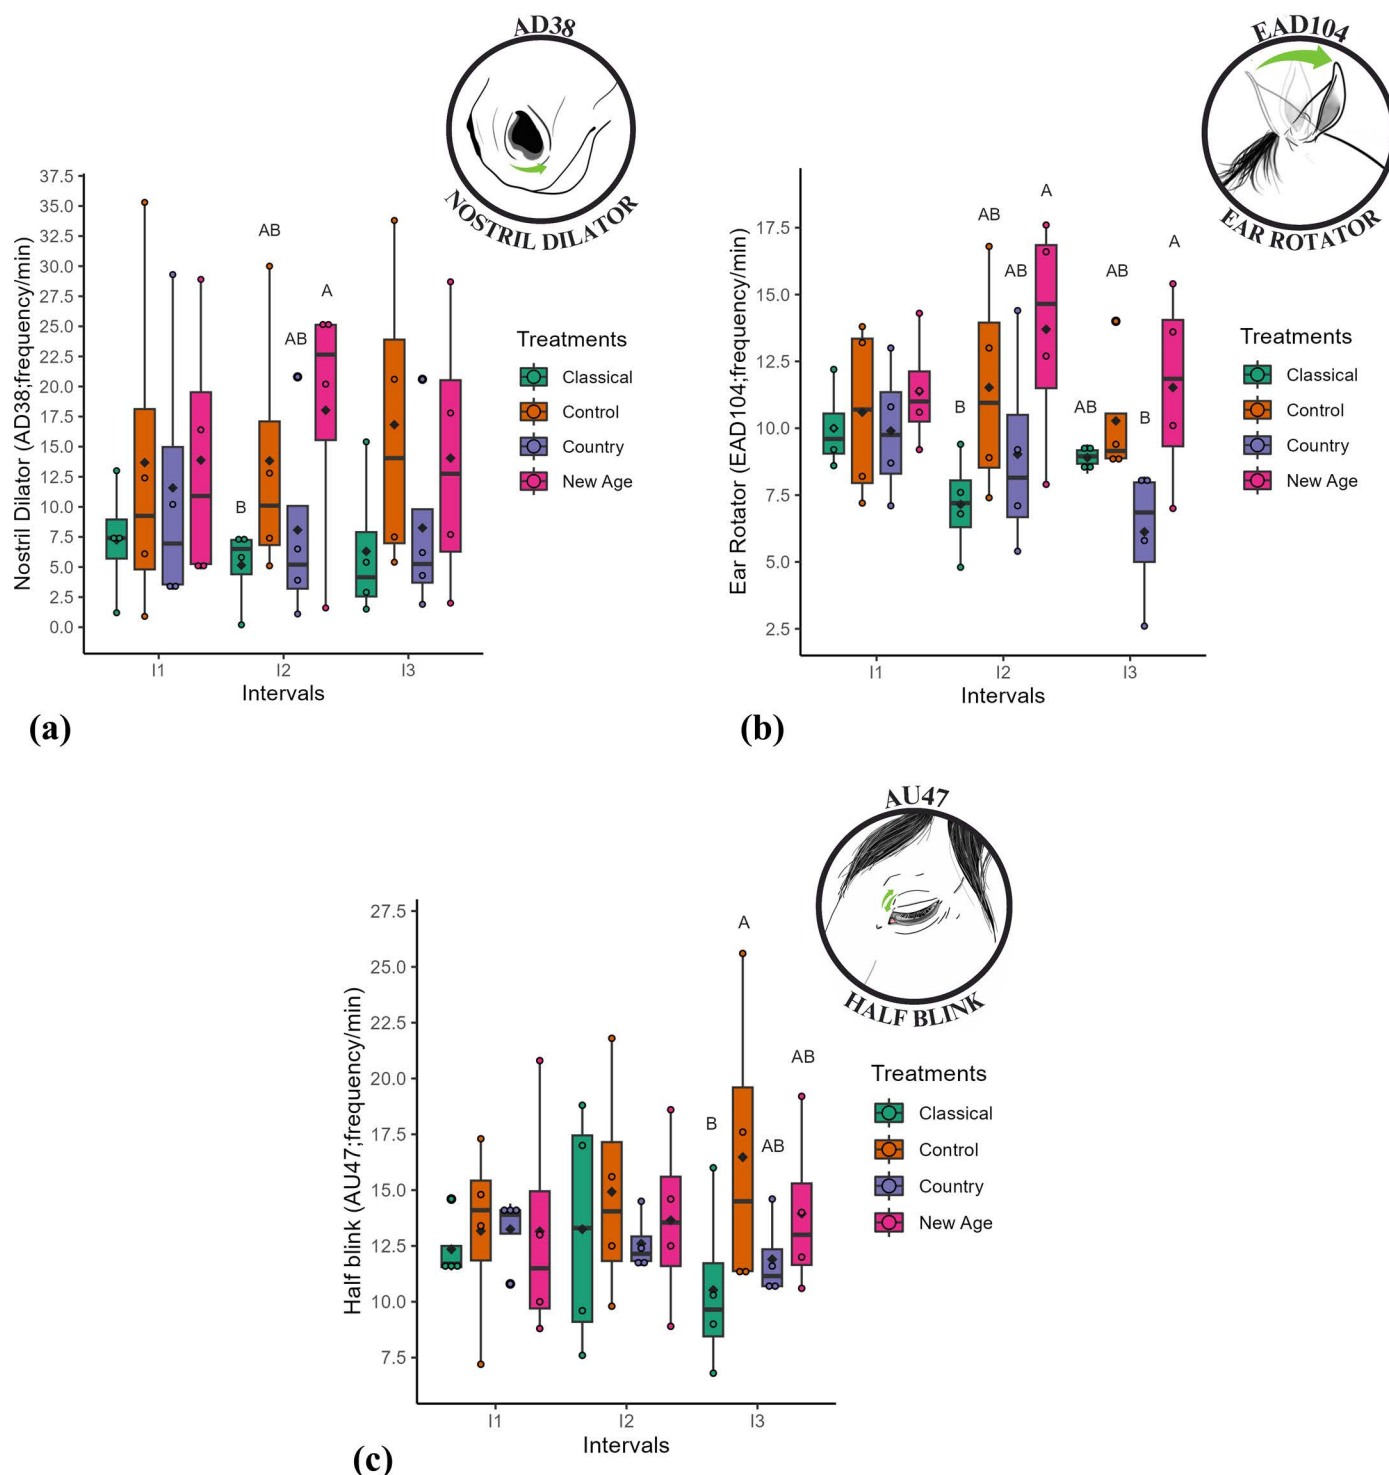 AD38
NOSTRIL DILATOR
37.5
35.0
32.5
30.0
27.5
25.0
22.5
20.0
17.5
15.0
12.5
10.0
7.5
5.0
2.5
0.0
Nostril Dilator (AD38;frequency/min)
B
AB
AB
A
I1
I2
I3
Intervals
Treatments
Classical
Control
Country
New Age
(a)
EAD104
EAR ROTATOR
17.5
15.0
12.5
10.0
7.5
5.0
2.5
Ear Rotator (EAD104;frequency/min)
B
AB
AB
A
AB
AB
B
A
I1
I2
I3
Intervals
Treatments
Classical
Control
Country
New Age
(b)
AU47
HALF BLINK
27.5
25.0
22.5
20.0
17.5
15.0
12.5
10.0
7.5
Half blink (AU47;frequency/min)
B
A
AB
AB
I1
I2
I3
Intervals
Treatments
Classical
Control
Country
New Age
(c)